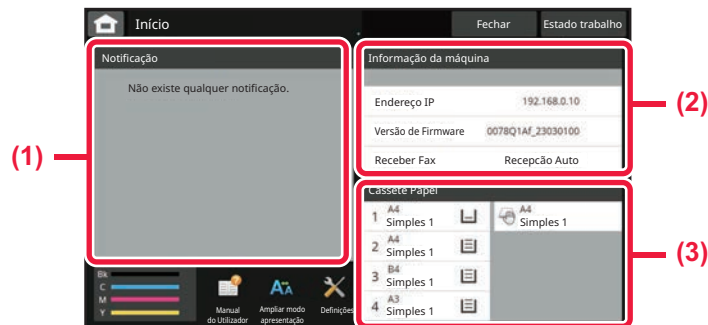 Início
Fechar
Estado trabalho
Notificação
Não existe qualquer notificação.
(1)
Informação da máquina
Endereço IP 192.168.0.10
Versão de Firmware 0078Q1Af_23030100
Receber Fax Recepcão Auto
(2)
Cassete Papel
1 A4 Simples 1
2 A4 Simples 1
3 B4 Simples 1
4 A3 Simples 1
A4 Simples 1
(3)
Bk
C
M
Y
Manual
do Utilizador
Ampliar modo
apresentação
Definições